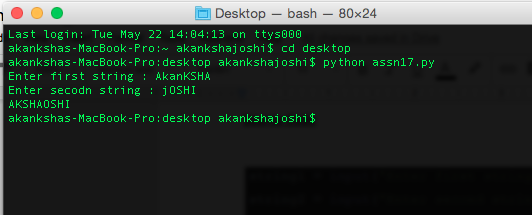 Desktop — bash — 80×24
Last login: Tue May 22 14:04:13 on ttys000
akankshas-MacBook-Pro:~ akankshajoshi$ cd desktop
akankshas-MacBook-Pro:desktop akankshajoshi$ python assn17.py
Enter first string : AkanKSHA
Enter secodn string : jOSHI
AKSHAOSHI
akankshas-MacBook-Pro:desktop akankshajoshi$